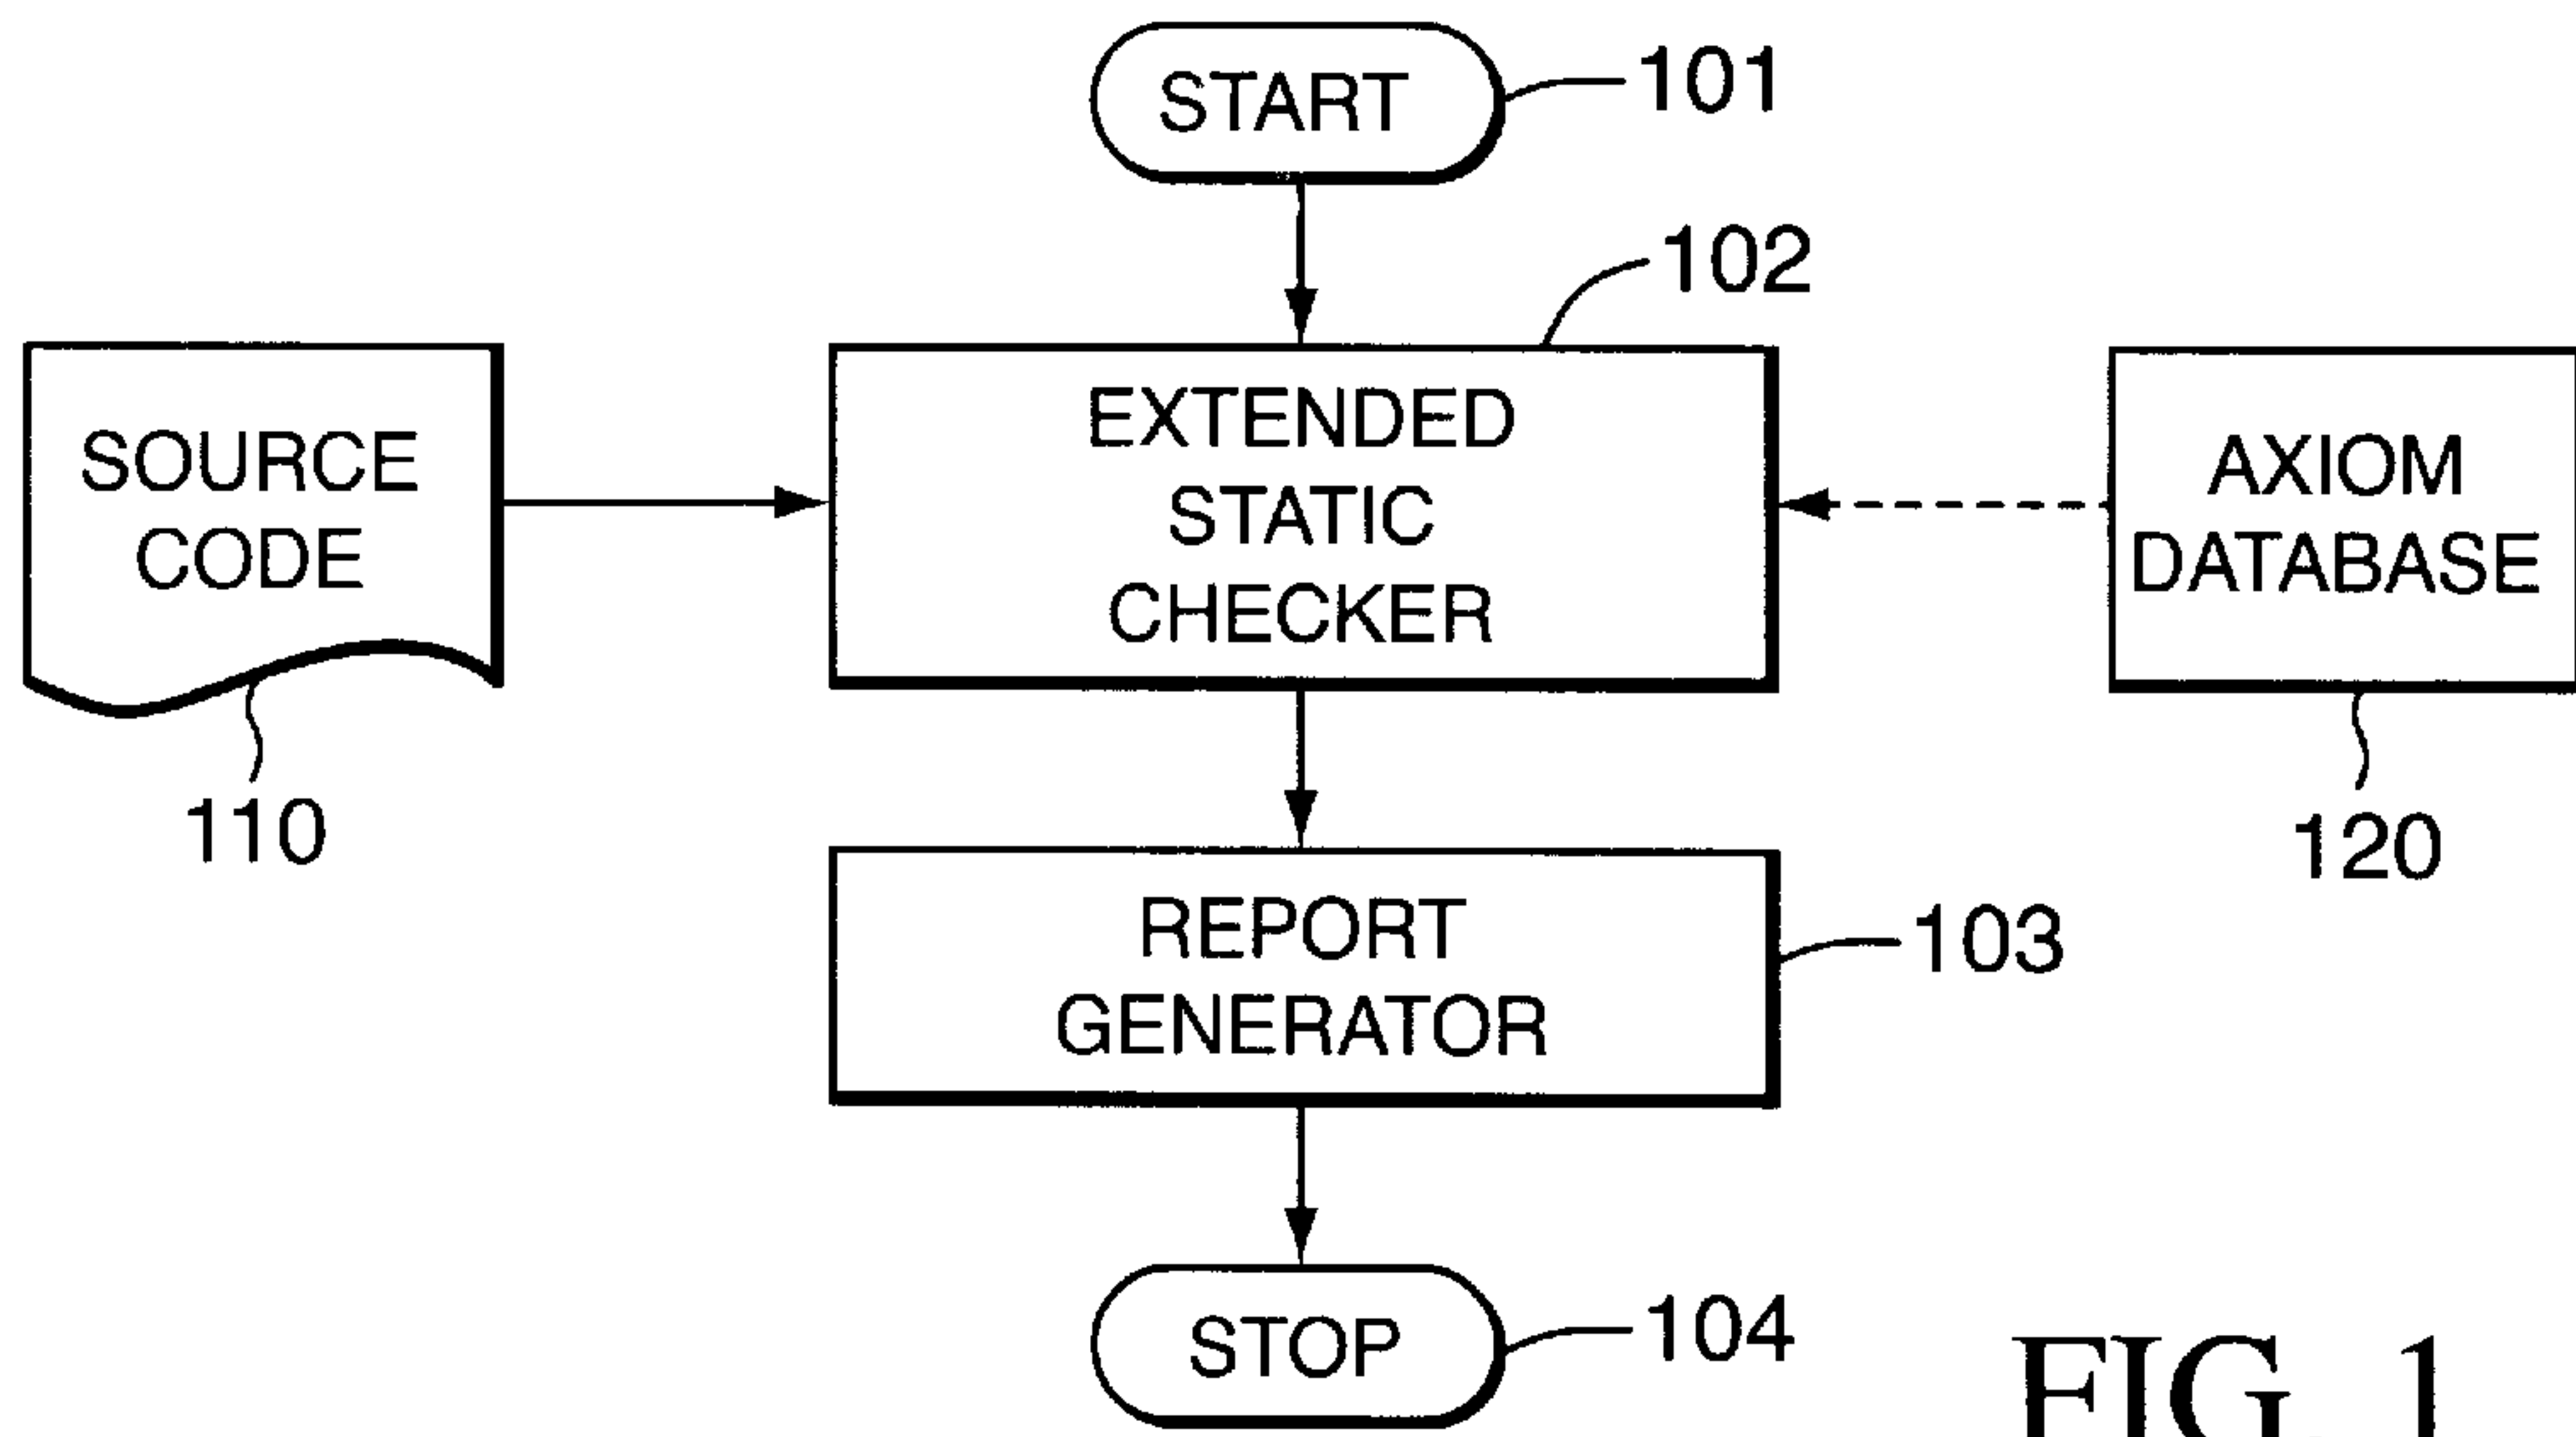 START
101
102
SOURCE
CODE
110
EXTENDED
STATIC
CHECKER
AXIOM
DATABASE
120
REPORT
GENERATOR
103
STOP
104
FIG. 1